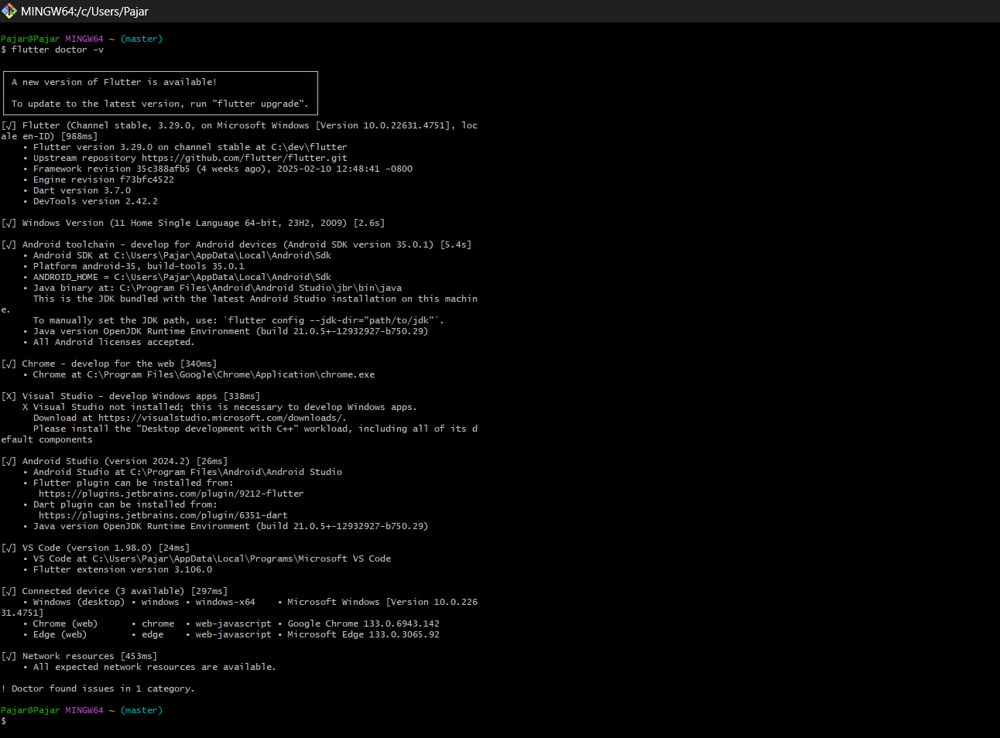 MINGW64:/c/Users/Pajar
Pajar@Pajar MINGW64 ~ (master)
$ flutter doctor -v
A new version of Flutter is available!
To update to the latest version, run "flutter upgrade".
[√] Flutter (Channel stable, 3.29.0, on Microsoft Windows [Version 10.0.22631.4751], loc
ale en-ID) [988ms]
• Flutter version 3.29.0 on channel stable at C:\dev\flutter
• Upstream repository https://github.com/flutter/flutter.git
• Framework revision 35c388afb5 (4 weeks ago), 2025-02-10 12:48:41 -0800
• Engine revision f73bfc4522
• Dart version 3.7.0
• DevTools version 2.42.2
[√] Windows Version (11 Home Single Language 64-bit, 23H2, 2009) [2.6s]
[√] Android toolchain - develop for Android devices (Android SDK version 35.0.1) [5.4s]
• Android SDK at C:\Users\Pajar\AppData\Local\Android\Sdk
• Platform android-35, build-tools 35.0.1
• ANDROID_HOME = C:\Users\Pajar\AppData\Local\Android\Sdk
• Java binary at: C:\Program Files\Android\Android Studio\jbr\bin\java
This is the JDK bundled with the latest Android Studio installation on this machin
e.
To manually set the JDK path, use: `flutter config --jdk-dir="path/to/jdk"`.
• Java version OpenJDK Runtime Environment (build 21.0.5+-12932927-b750.29)
• All Android licenses accepted.
[√] Chrome - develop for the web [340ms]
• Chrome at C:\Program Files\Google\Chrome\Application\chrome.exe
[X] Visual Studio - develop Windows apps [338ms]
X Visual Studio not installed; this is necessary to develop Windows apps.
Download at https://visualstudio.microsoft.com/downloads/.
Please install the "Desktop development with C++" workload, including all of its d
efault components
[√] Android Studio (version 2024.2) [26ms]
• Android Studio at C:\Program Files\Android\Android Studio
• Flutter plugin can be installed from:
https://plugins.jetbrains.com/plugin/9212-flutter
• Dart plugin can be installed from:
https://plugins.jetbrains.com/plugin/6351-dart
• Java version OpenJDK Runtime Environment (build 21.0.5+-12932927-b750.29)
[√] VS Code (version 1.98.0) [24ms]
• VS Code at C:\Users\Pajar\AppData\Local\Programs\Microsoft VS Code
• Flutter extension version 3.106.0
[√] Connected device (3 available) [297ms]
• Windows (desktop) • windows • windows-x64 • Microsoft Windows [Version 10.0.226
31.4751]
• Chrome (web) • chrome • web-javascript • Google Chrome 133.0.6943.142
• Edge (web) • edge • web-javascript • Microsoft Edge 133.0.3065.92
[√] Network resources [453ms]
• All expected network resources are available.
! Doctor found issues in 1 category.
Pajar@Pajar MINGW64 ~ (master)
$